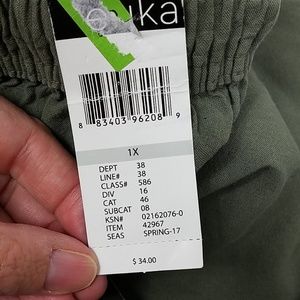 8 83403 96208 9
1X
DEPT 38
LINE# 38
CLASS# 586
DIV 16
CAT 46
SUBCAT 08
KSN# 02162076-0
ITEM 42967
SEAS SPRING-17
$ 34.00